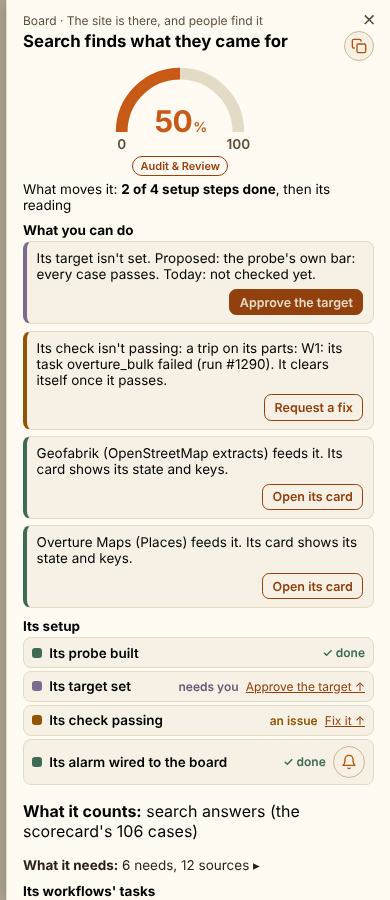 Board · The site is there, and people find it
Search finds what they came for
50%
0 100
Audit & Review
What moves it: 2 of 4 setup steps done, then its
reading
What you can do
Its target isn't set. Proposed: the probe's own bar:
every case passes. Today: not checked yet.
Approve the target
Its check isn't passing: a trip on its parts: W1: its
task overture_bulk failed (run #1290). It clears
itself once it passes.
Request a fix
Geofabrik (OpenStreetMap extracts) feeds it. Its
card shows its state and keys.
Open its card
Overture Maps (Places) feeds it. Its card shows its
state and keys.
Open its card
Its setup
Its probe built ✓ done
Its target set needs you Approve the target ↑
Its check passing an issue Fix it ↑
Its alarm wired to the board ✓ done
What it counts: search answers (the
scorecard's 106 cases)
What it needs: 6 needs, 12 sources ▸
Its workflows' tasks